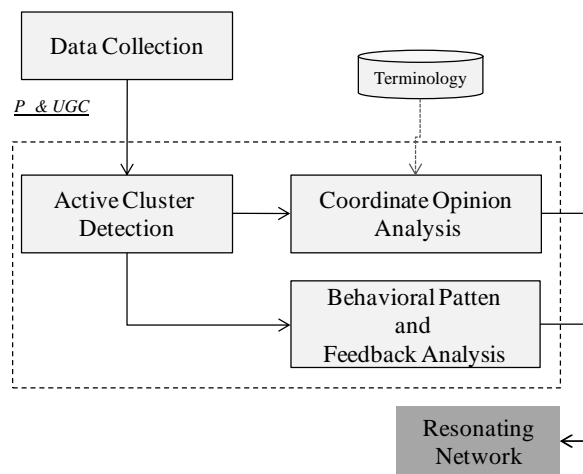 Data Collection
Terminology
P & UGC
Active Cluster
Detection
Coordinate Opinion
Analysis
Behavioral Patten
and
Feedback Analysis
Resonating
Network